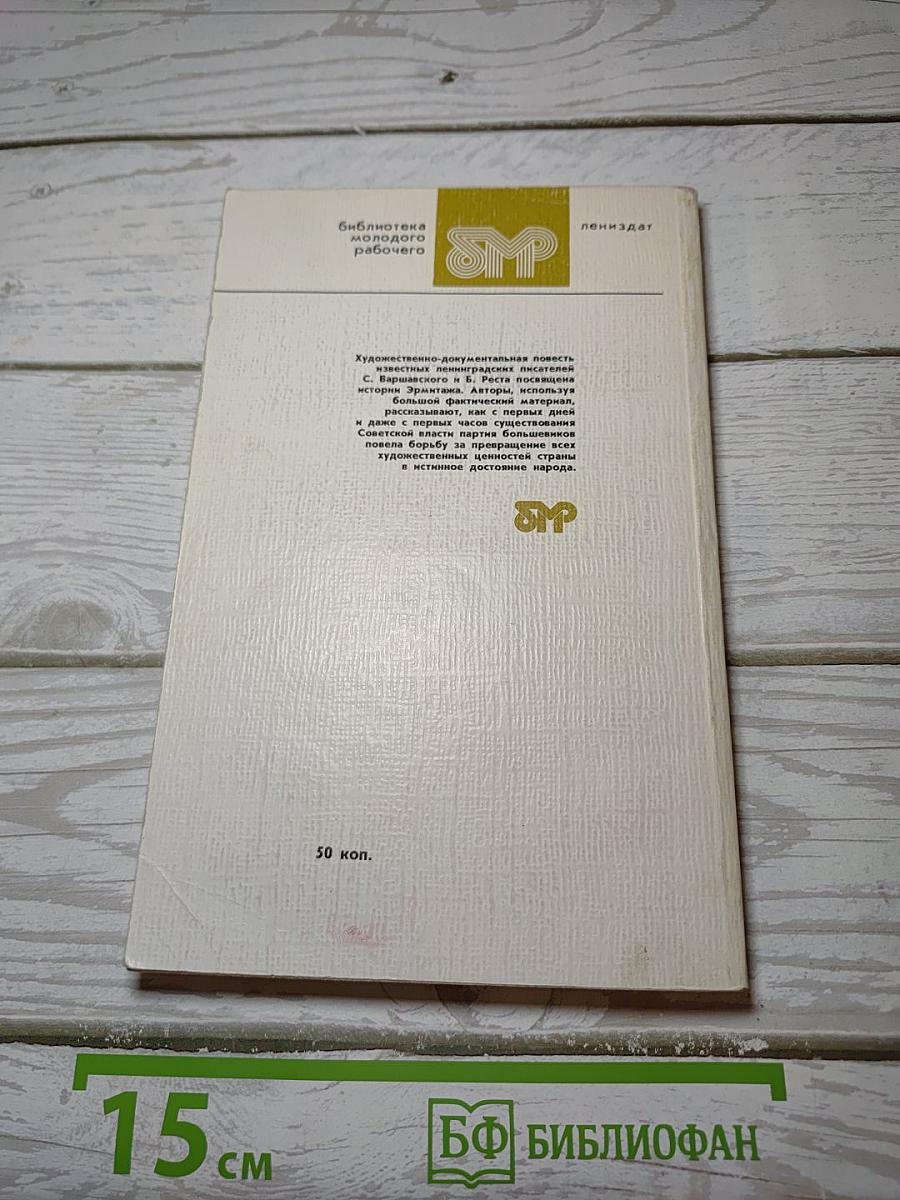 библиотека
молодого
рабочего
БМР
лениздат
Художественно-документальная повесть
известных ленинградских писателей
С. Варшавского и Б. Реста посвящена
истории Эрмитажа. Авторы, используя
большой фактический материал,
рассказывают, как с первых дней
и даже с первых часов существования
Советской власти партия большевиков
повела борьбу за превращение всех
художественных ценностей страны
в истинное достояние народа.
БМР
50 коп.
15 см
БФ БИБЛИОФАН